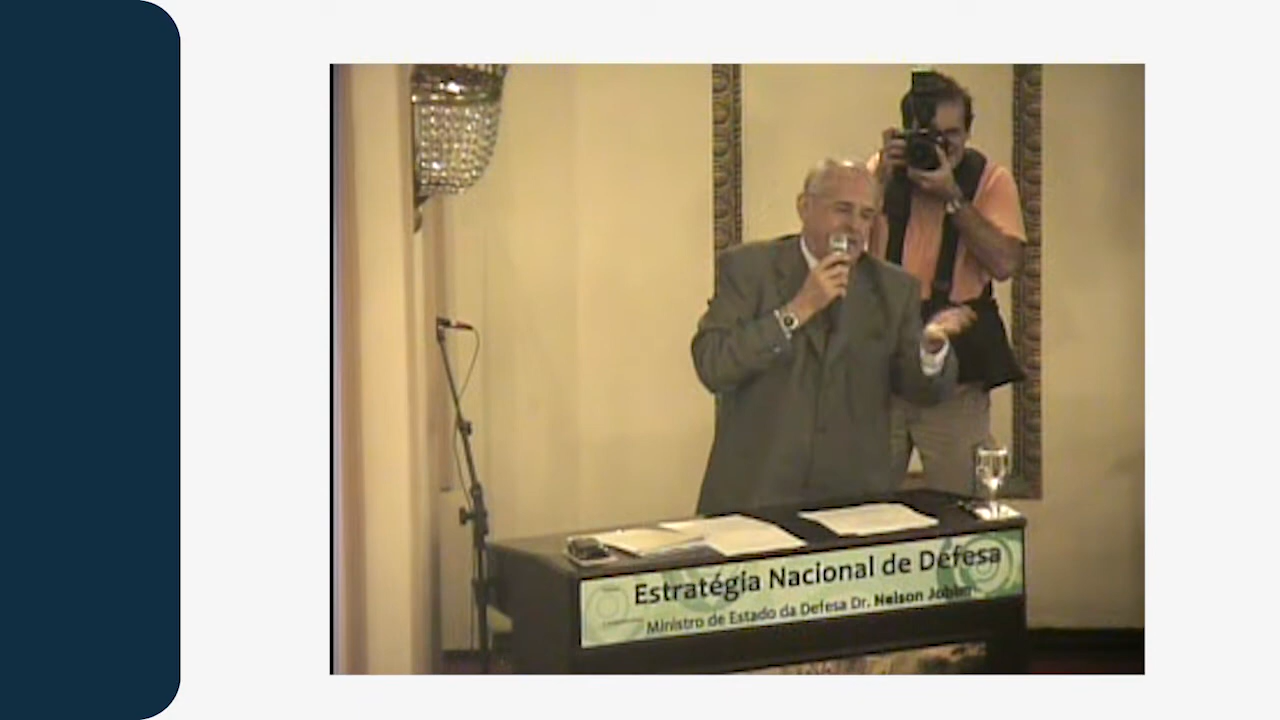 Estratégia Nacional de Defesa
Ministro de Estado da Defesa Dr. Nelson Jobim